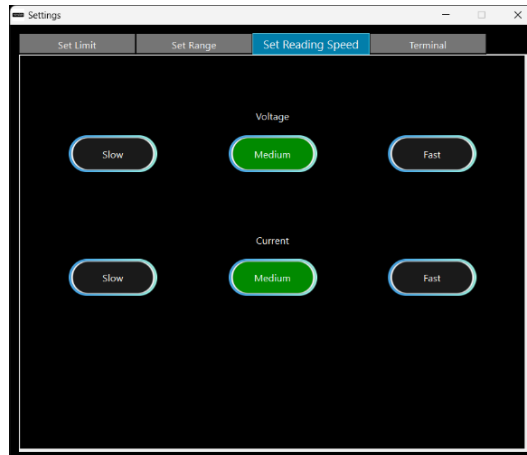 Settings
Set Limit Set Range Set Reading Speed Terminal
Voltage
Slow Medium Fast
Current
Slow Medium Fast